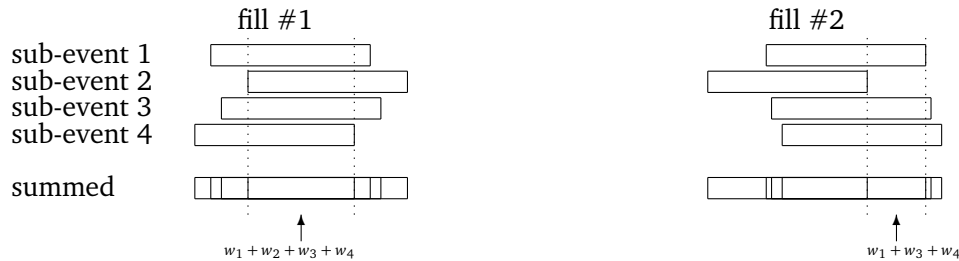 fill #1 fill #2
sub-event 1
sub-event 2
sub-event 3
sub-event 4
summed
w₁ + w₂ + w₃ + w₄ w₁ + w₃ + w₄